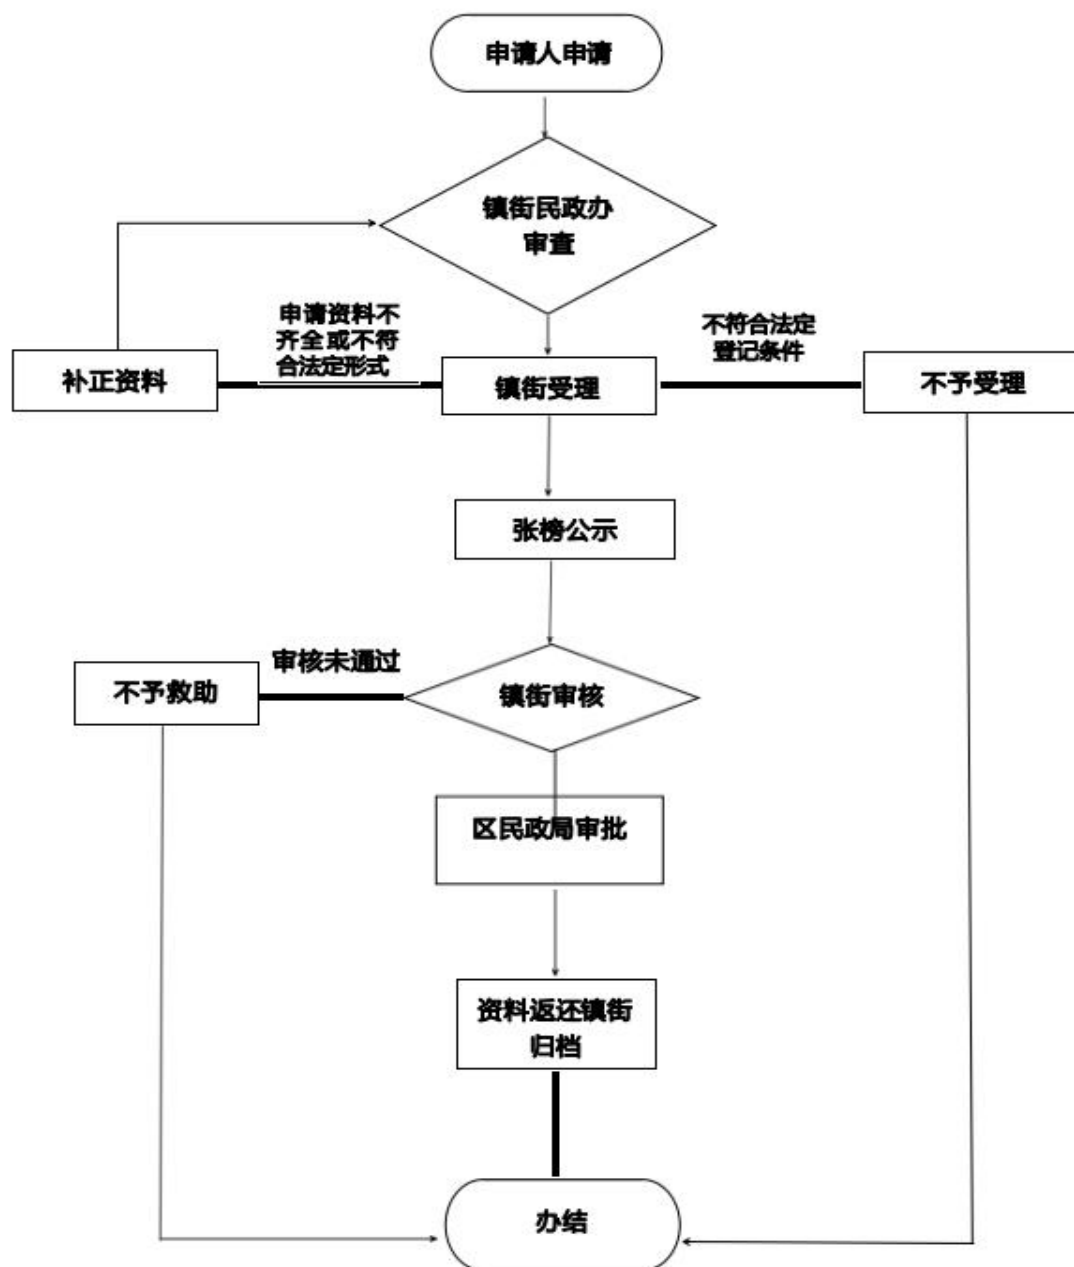 申请人申请
镇街民政办
审查
申请资料不
齐全或不符
合法定形式
不符合法定
登记条件
补正资料
镇街受理
不予受理
张榜公示
审核未通过
不予救助
镇街审核
区民政局审批
资料返还镇街
归档
办结